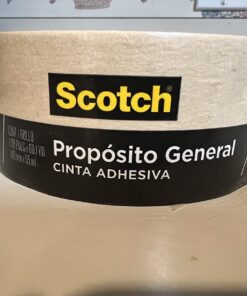 Scotch®
Propósito General
CINTA ADHESIVA